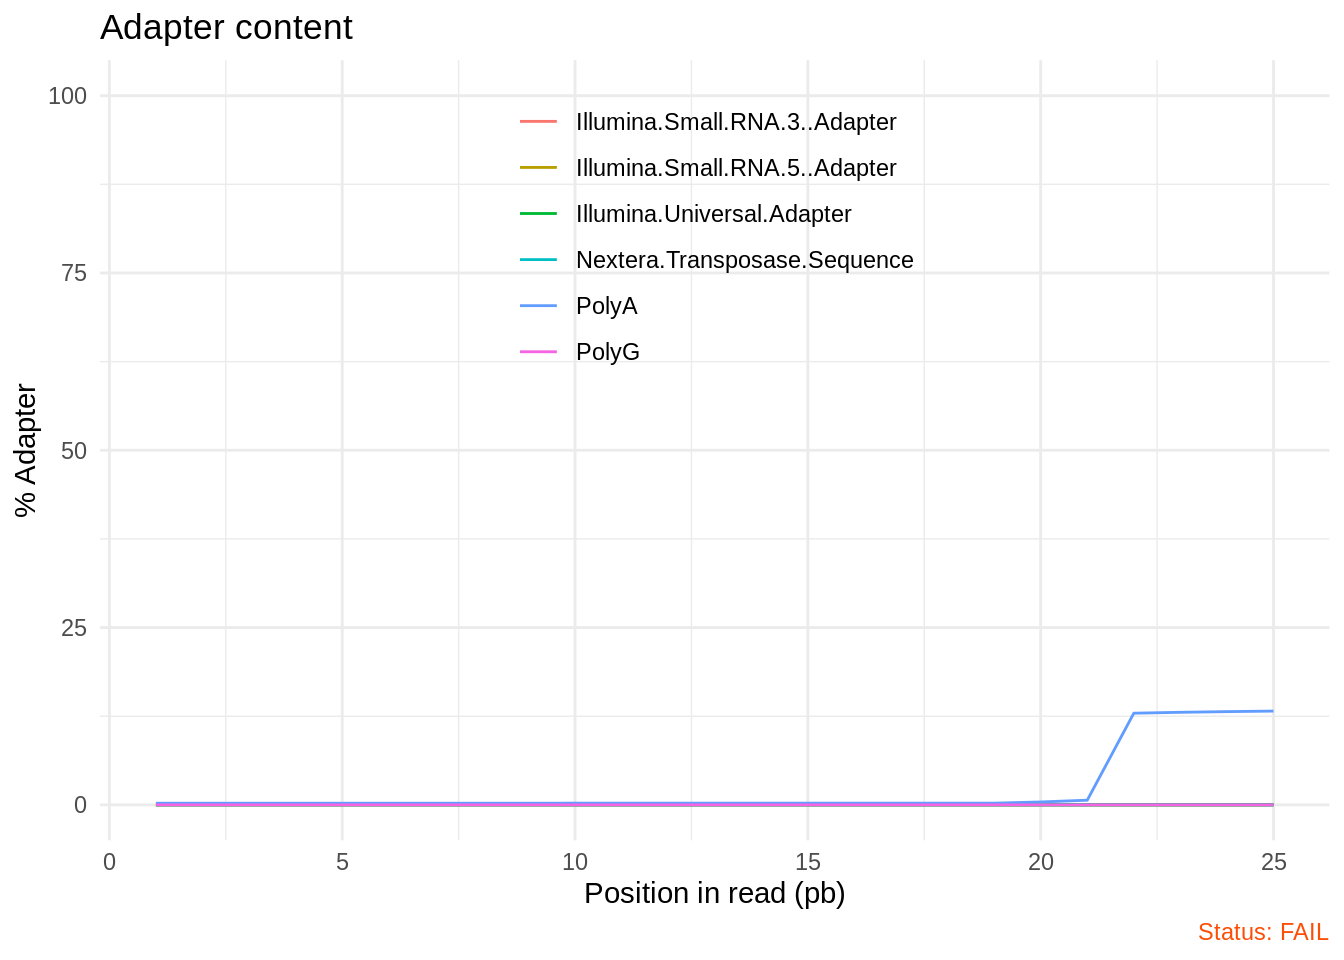 Adapter content
100
75
50
25
0
% Adapter
Illumina.Small.RNA.3..Adapter
Illumina.Small.RNA.5..Adapter
Illumina.Universal.Adapter
Nextera.Transposase.Sequence
PolyA
PolyG
0 5 10 15 20 25
Position in read (pb)
Status: FAIL